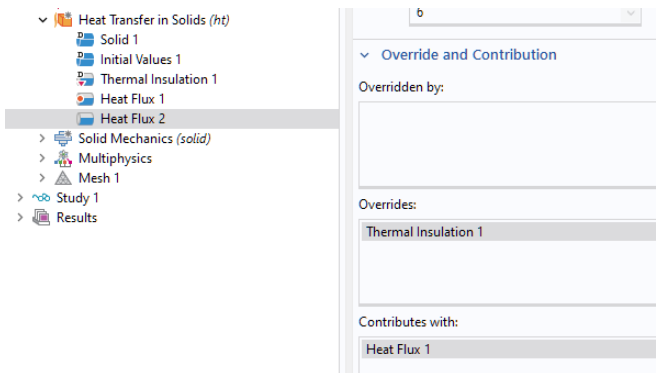 Heat Transfer in Solids (ht)
Solid 1
Initial Values 1
Thermal Insulation 1
Heat Flux 1
Heat Flux 2
Solid Mechanics (solid)
Multiphysics
Mesh 1
Study 1
Results
6
Override and Contribution
Overridden by:
Overrides:
Thermal Insulation 1
Contributes with:
Heat Flux 1